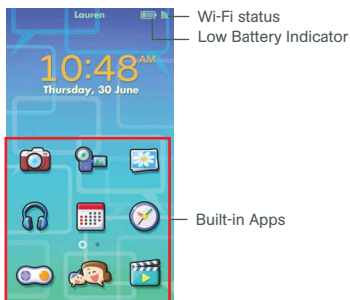 Lauren
Wi-Fi status
Low Battery Indicator
10:48 AM
Thursday, 30 June
Built-in Apps